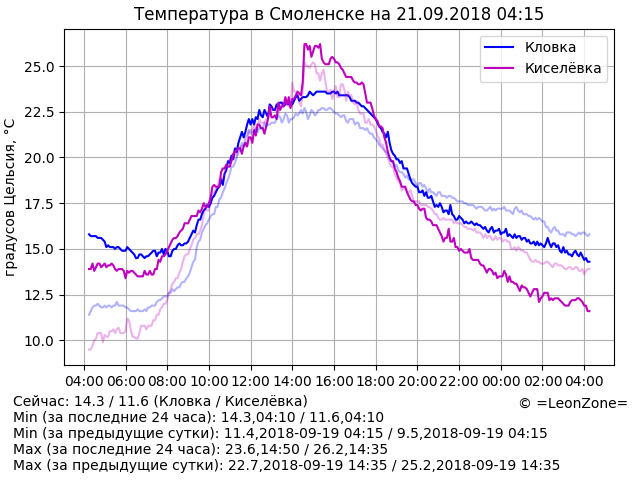 Температура в Смоленске на 21.09.2018 04:15
Кловка
Киселёвка
градусов Цельсия, °C
25.0
22.5
20.0
17.5
15.0
12.5
10.0
04:00 06:00 08:00 10:00 12:00 14:00 16:00 18:00 20:00 22:00 00:00 02:00 04:00
Сейчас: 14.3 / 11.6 (Кловка / Киселёвка)
© =LeonZone=
Min (за последние 24 часа): 14.3,04:10 / 11.6,04:10
Min (за предыдущие сутки): 11.4,2018-09-19 04:15 / 9.5,2018-09-19 04:15
Max (за последние 24 часа): 23.6,14:50 / 26.2,14:35
Max (за предыдущие сутки): 22.7,2018-09-19 14:35 / 25.2,2018-09-19 14:35